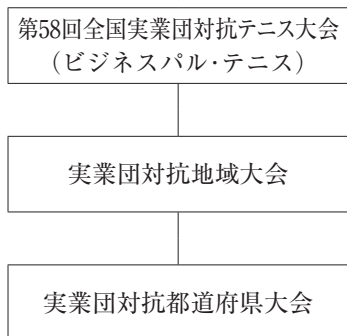 第58回全国実業団対抗テニス大会
（ビジネスパル・テニス）
実業団対抗地域大会
実業団対抗都道府県大会